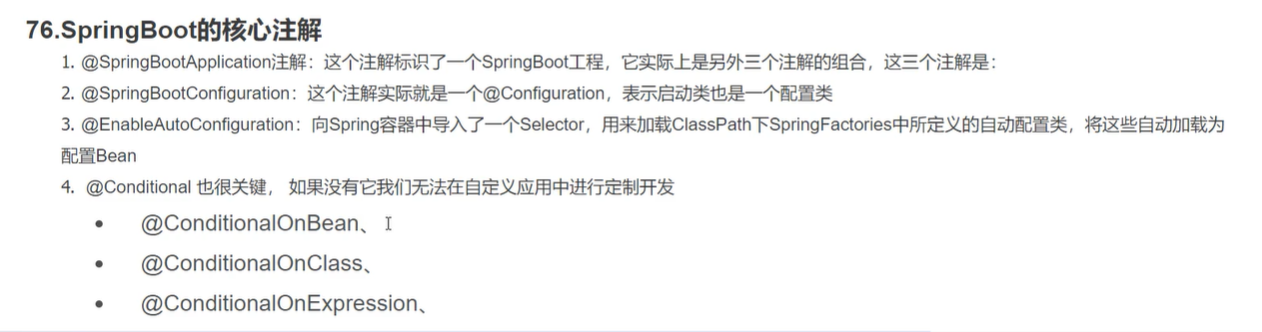 76.SpringBoot的核心注解
1. @SpringBootApplication注解：这个注解标识了一个SpringBoot工程，它实际上是另外三个注解的组合，这三个注解是：
2. @SpringBootConfiguration：这个注解实际就是一个@Configuration，表示启动类也是一个配置类
3. @EnableAutoConfiguration：向Spring容器中导入了一个Selector，用来加载ClassPath下SpringFactories中所定义的自动配置类，将这些自动加载为
配置Bean
4. @Conditional 也很关键， 如果没有它我们无法在自定义应用中进行定制开发
• @ConditionalOnBean、
• @ConditionalOnClass、
• @ConditionalOnExpression、